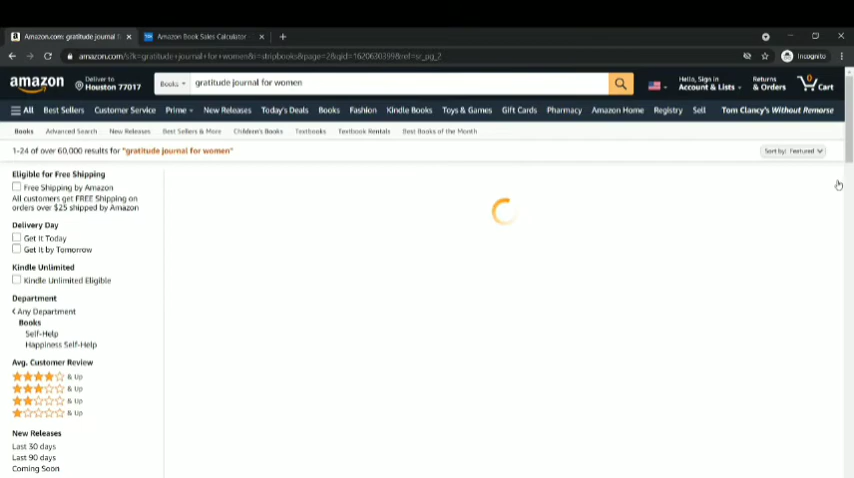 Amazon.com: gratitude journal f
Amazon Book Sales Calculator
amazon.com/s?k=gratitude+journal+for+women&i=stripbooks&page=2&qid=1620630399&ref=sr_pg_2
Incognito
amazon
Deliver to
Houston 77017
Books
gratitude journal for women
Hello, Sign in
Account & Lists
Returns
& Orders
0
Cart
All Best Sellers Customer Service Prime New Releases Today's Deals Books Fashion Kindle Books Toys & Games Gift Cards Pharmacy Amazon Home Registry Sell Tom Clancy's Without Remorse
Books Advanced Search New Releases Best Sellers & More Children's Books Textbooks Textbook Rentals Best Books of the Month
1-24 of over 60,000 results for "gratitude journal for women"
Sort by: Featured
Eligible for Free Shipping
Free Shipping by Amazon
All customers get FREE Shipping on
orders over $25 shipped by Amazon
Delivery Day
Get It Today
Get It by Tomorrow
Kindle Unlimited
Kindle Unlimited Eligible
Department
Any Department
Books
Self-Help
Happiness Self-Help
Avg. Customer Review
& Up
& Up
& Up
& Up
New Releases
Last 30 days
Last 90 days
Coming Soon